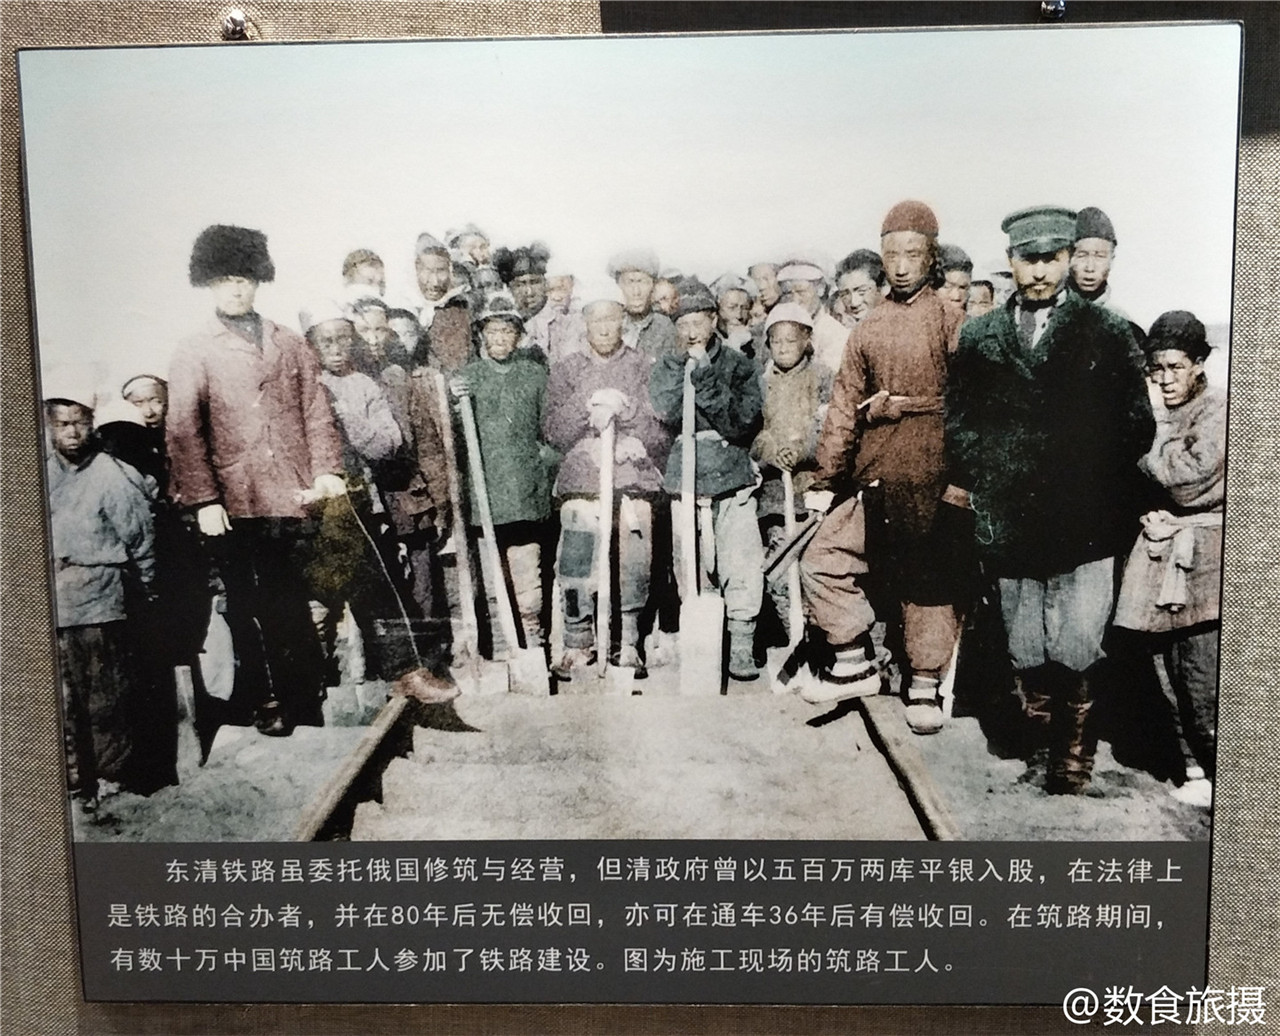 东清铁路虽委托俄国修筑与经营，但清政府曾以五百万两库平银入股，在法律上
是铁路的合办者，并在80年后无偿收回，亦可在通车36年后有偿收回。在筑路期间，
有数十万中国筑路工人参加了铁路建设。图为施工现场的筑路工人。
@数食旅摄